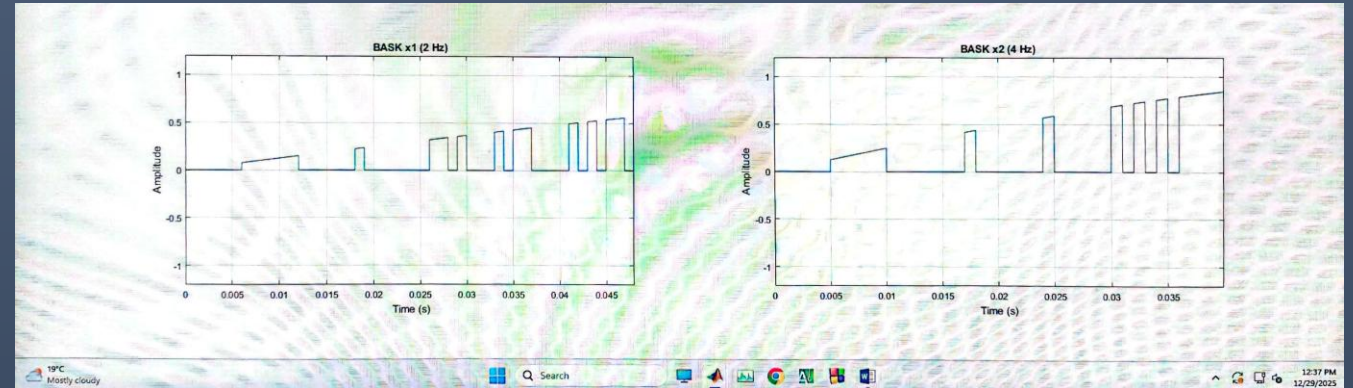 BASK x1 (2 Hz)
1
0.5
0
-0.5
-1
Amplitude
0
0.005
0.01
0.015
0.02
0.025
0.03
0.035
0.04
0.045
Time (s)
BASK x2 (4 Hz)
1
0.5
0
-0.5
-1
Amplitude
0
0.005
0.01
0.015
0.02
0.025
0.03
0.035
Time (s)
19°C
Mostly cloudy
Search
12:37 PM
12/29/2025